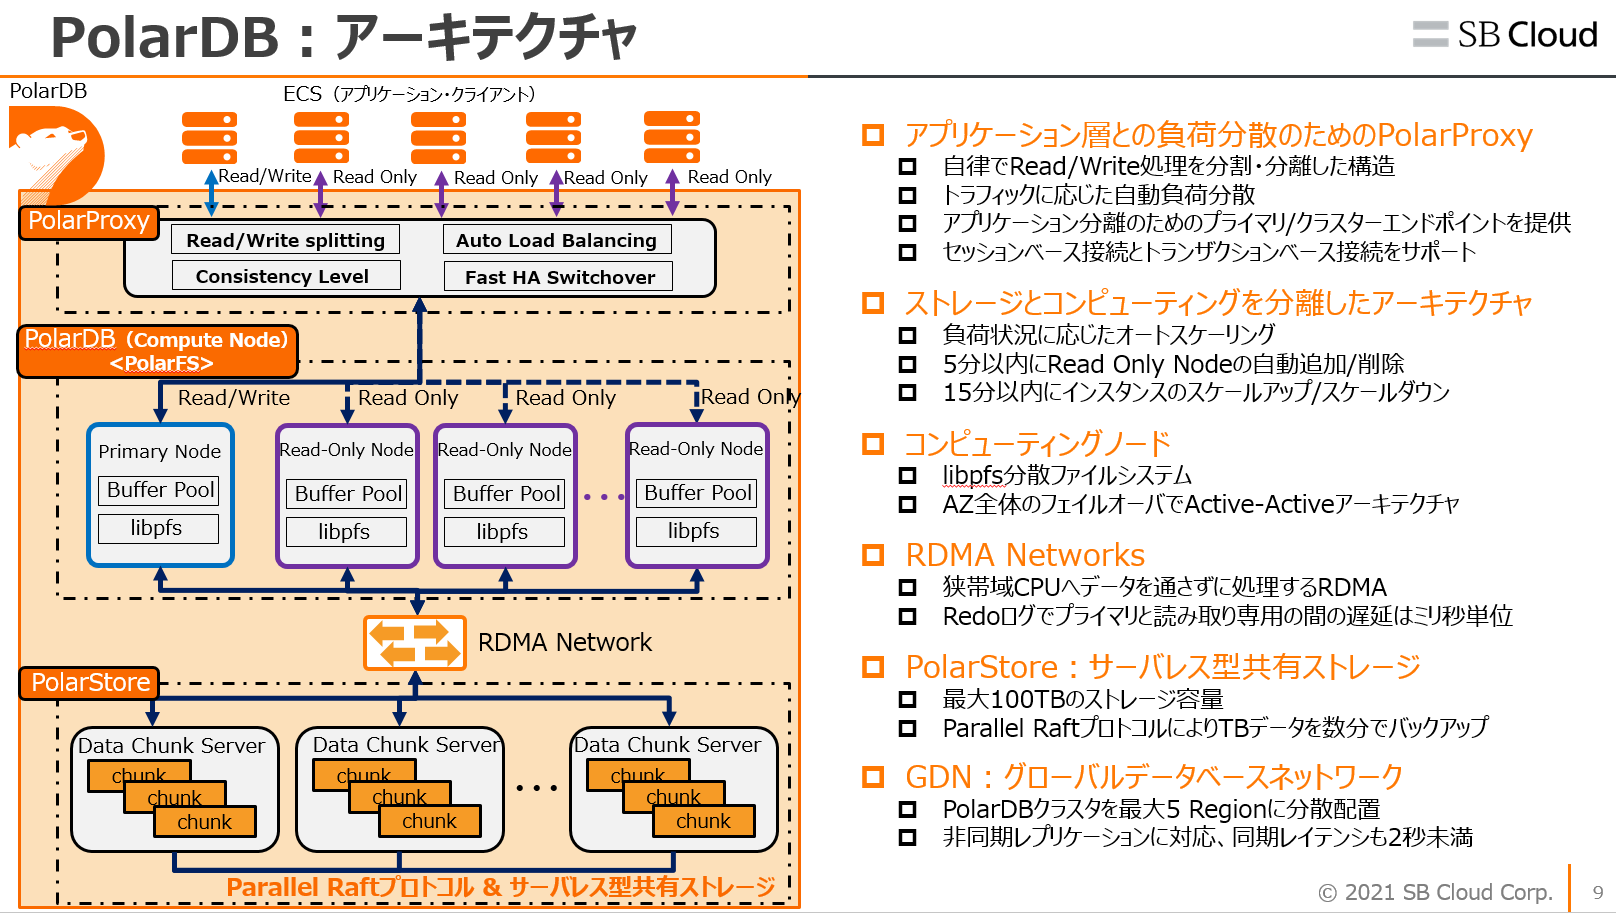 PolarDB：アーキテクチャ
SB Cloud
PolarDB
ECS（アプリケーション・クライアント）
Read/Write
Read Only
Read Only
Read Only
Read Only
PolarProxy
Read/Write splitting
Auto Load Balancing
Consistency Level
Fast HA Switchover
PolarDB（Compute Node）
<PolarFS>
Read/Write
Read Only
Read Only
Read Only
Primary Node
Buffer Pool
libpfs
Read-Only Node
Buffer Pool
libpfs
Read-Only Node
Buffer Pool
libpfs
Read-Only Node
Buffer Pool
libpfs
RDMA Network
PolarStore
Data Chunk Server
chunk
chunk
chunk
Data Chunk Server
chunk
chunk
chunk
Data Chunk Server
chunk
chunk
chunk
Parallel Raftプロトコル & サーバレス型共有ストレージ
アプリケーション層との負荷分散のためのPolarProxy
自律でRead/Write処理を分割・分離した構造
トラフィックに応じた自動負荷分散
アプリケーション分離のためのプライマリ/クラスターエンドポイントを提供
セッションベース接続とトランザクションベース接続をサポート
ストレージとコンピューティングを分離したアーキテクチャ
負荷状況に応じたオートスケーリング
5分以内にRead Only Nodeの自動追加/削除
15分以内にインスタンスのスケールアップ/スケールダウン
コンピューティングノード
libpfs分散ファイルシステム
AZ全体のフェイルオーバでActive-Activeアーキテクチャ
RDMA Networks
狭帯域CPUへデータを通さずに処理するRDMA
Redoログでプライマリと読み取り専用の間の遅延はミリ秒単位
PolarStore：サーバレス型共有ストレージ
最大100TBのストレージ容量
Parallel RaftプロトコルによりTBデータを数分でバックアップ
GDN：グローバルデータベースネットワーク
PolarDBクラスタを最大5 Regionに分散配置
非同期レプリケーションに対応、同期レイテンシも2秒未満
© 2021 SB Cloud Corp.
9